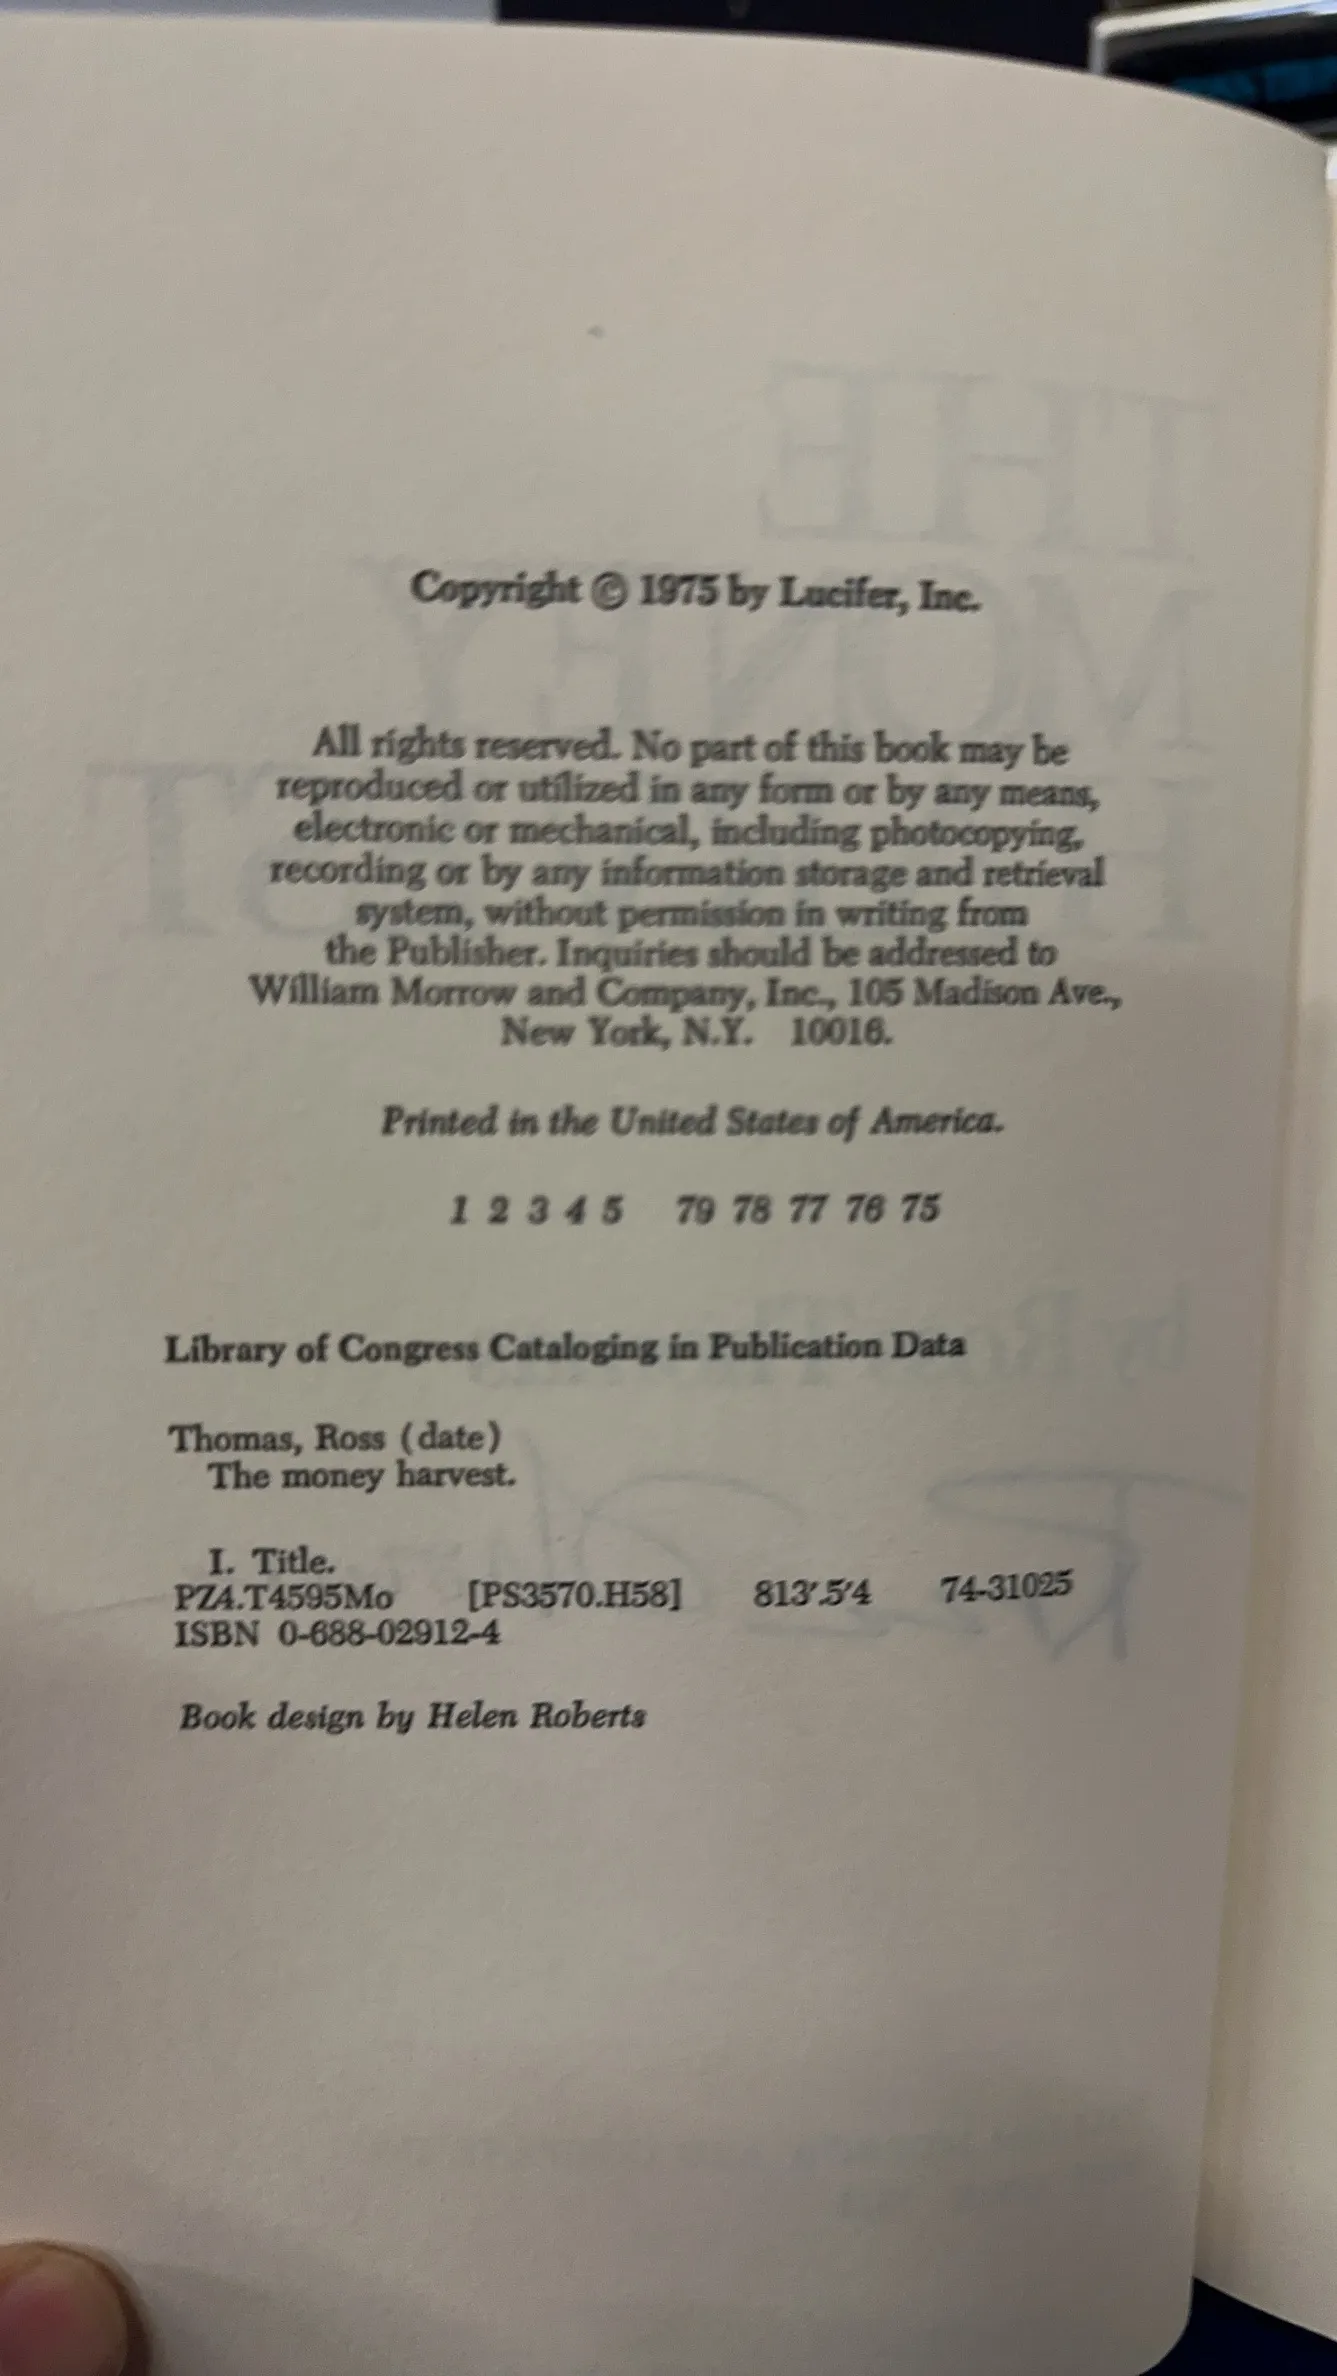 Copyright © 1975 by Lucifer, Inc.
All rights reserved. No part of this book may be
reproduced or utilized in any form or by any means,
electronic or mechanical, including photocopying,
recording or by any information storage and retrieval
system, without permission in writing from
the Publisher. Inquiries should be addressed to
William Morrow and Company, Inc., 105 Madison Ave.,
New York, N.Y. 10016.
Printed in the United States of America.
1 2 3 4 5 79 78 77 76 75
Library of Congress Cataloging in Publication Data
Thomas, Ross (date)
The money harvest.
I. Title.
PZ4.T4595Mo [PS3570.H58] 813'.5'4 74-31025
ISBN 0-688-02912-4
Book design by Helen Roberts